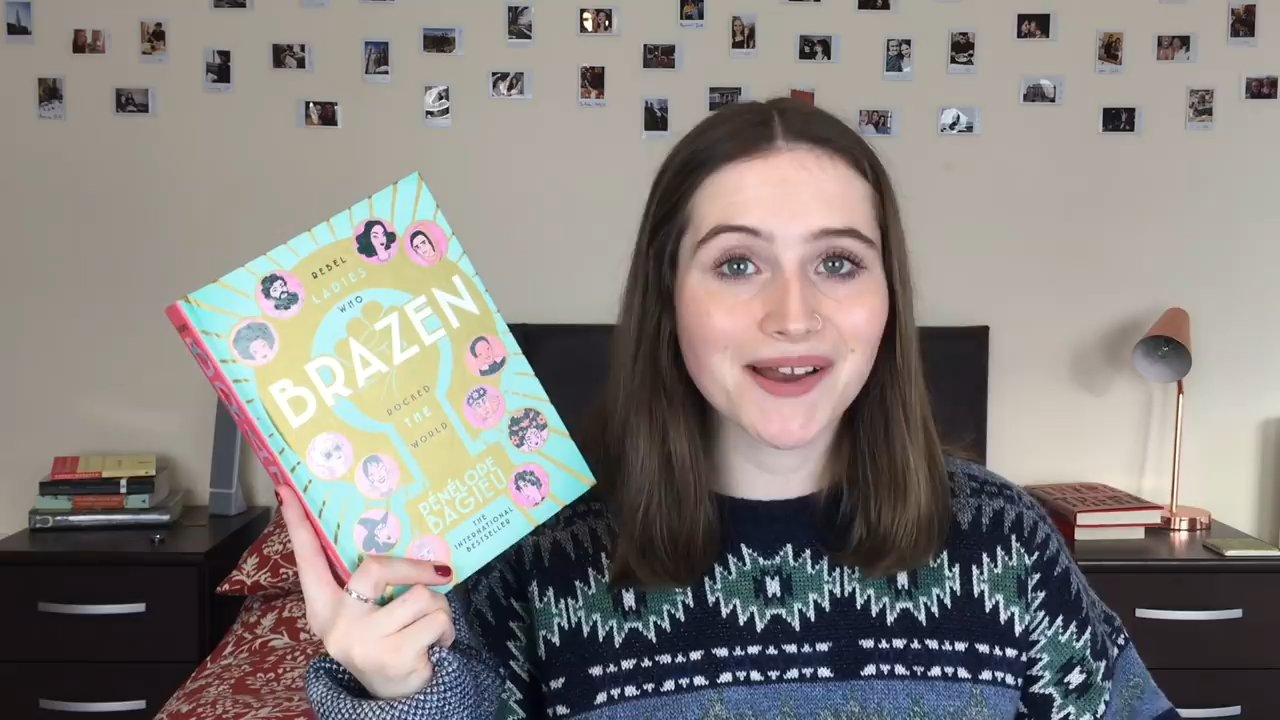 REBEL
LADIES
WHO
BRAZEN
ROCKED
THE
WORLD
PÉNÉLOPE
BAGIEU
THE
INTERNATIONAL
BESTSELLER